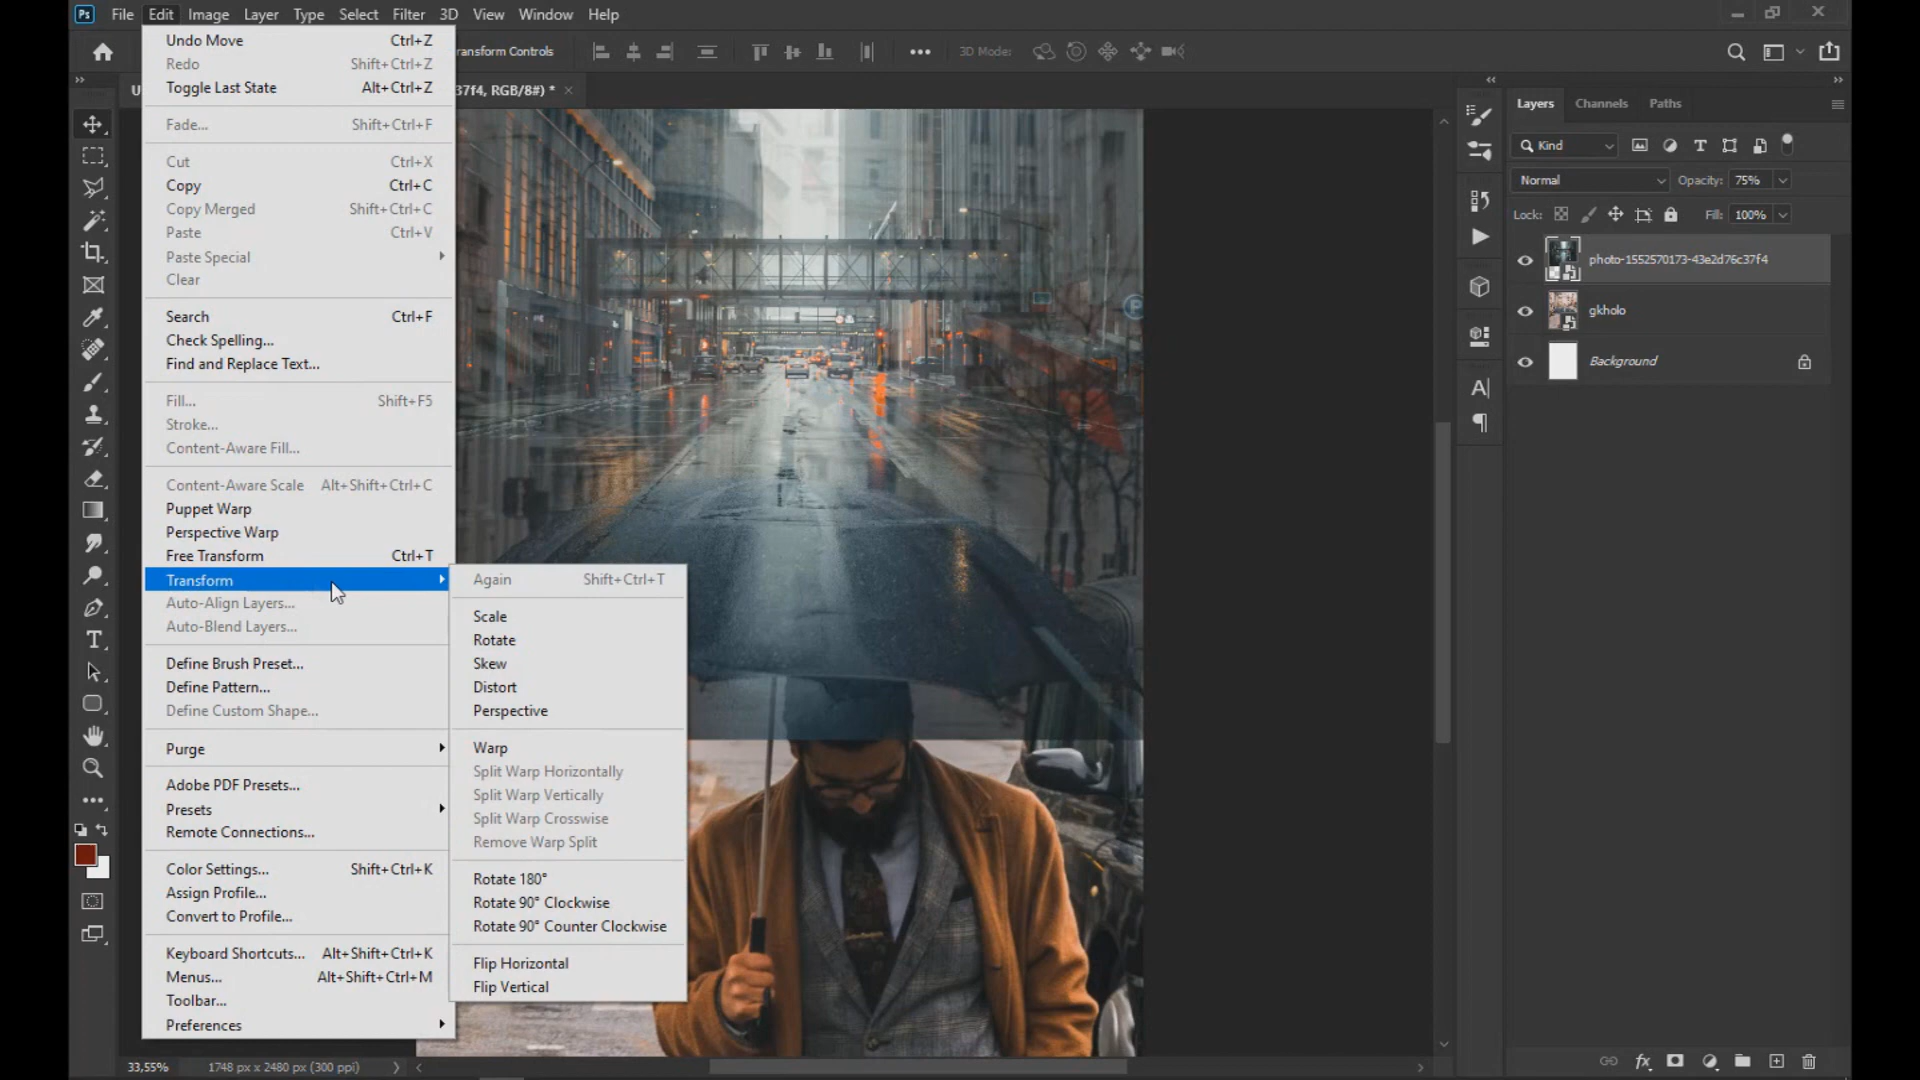 Ps File Edit Image Layer Type Select Filter 3D View Window Help
ransform Controls
3D Mode:
U
37f4, RGB/8#) * ×
Undo Move Ctrl+Z
Redo Shift+Ctrl+Z
Toggle Last State Alt+Ctrl+Z
Fade... Shift+Ctrl+F
Cut Ctrl+X
Copy Ctrl+C
Copy Merged Shift+Ctrl+C
Paste Ctrl+V
Paste Special
Clear
Search Ctrl+F
Check Spelling...
Find and Replace Text...
Fill... Shift+F5
Stroke...
Content-Aware Fill...
Content-Aware Scale Alt+Shift+Ctrl+C
Puppet Warp
Perspective Warp
Free Transform Ctrl+T
Transform
Auto-Align Layers...
Auto-Blend Layers...
Define Brush Preset...
Define Pattern...
Define Custom Shape...
Purge
Adobe PDF Presets...
Presets
Remote Connections...
Color Settings... Shift+Ctrl+K
Assign Profile...
Convert to Profile...
Keyboard Shortcuts... Alt+Shift+Ctrl+K
Menus... Alt+Shift+Ctrl+M
Toolbar...
Preferences
Again Shift+Ctrl+T
Scale
Rotate
Skew
Distort
Perspective
Warp
Split Warp Horizontally
Split Warp Vertically
Split Warp Crosswise
Remove Warp Split
Rotate 180°
Rotate 90° Clockwise
Rotate 90° Counter Clockwise
Flip Horizontal
Flip Vertical
P
Layers Channels Paths
Kind
Normal Opacity: 75%
Lock: Fill: 100%
photo-1552570173-43e2d76c37f4
gkholo
Background
33,55% 1748 px x 2480 px (300 ppi)